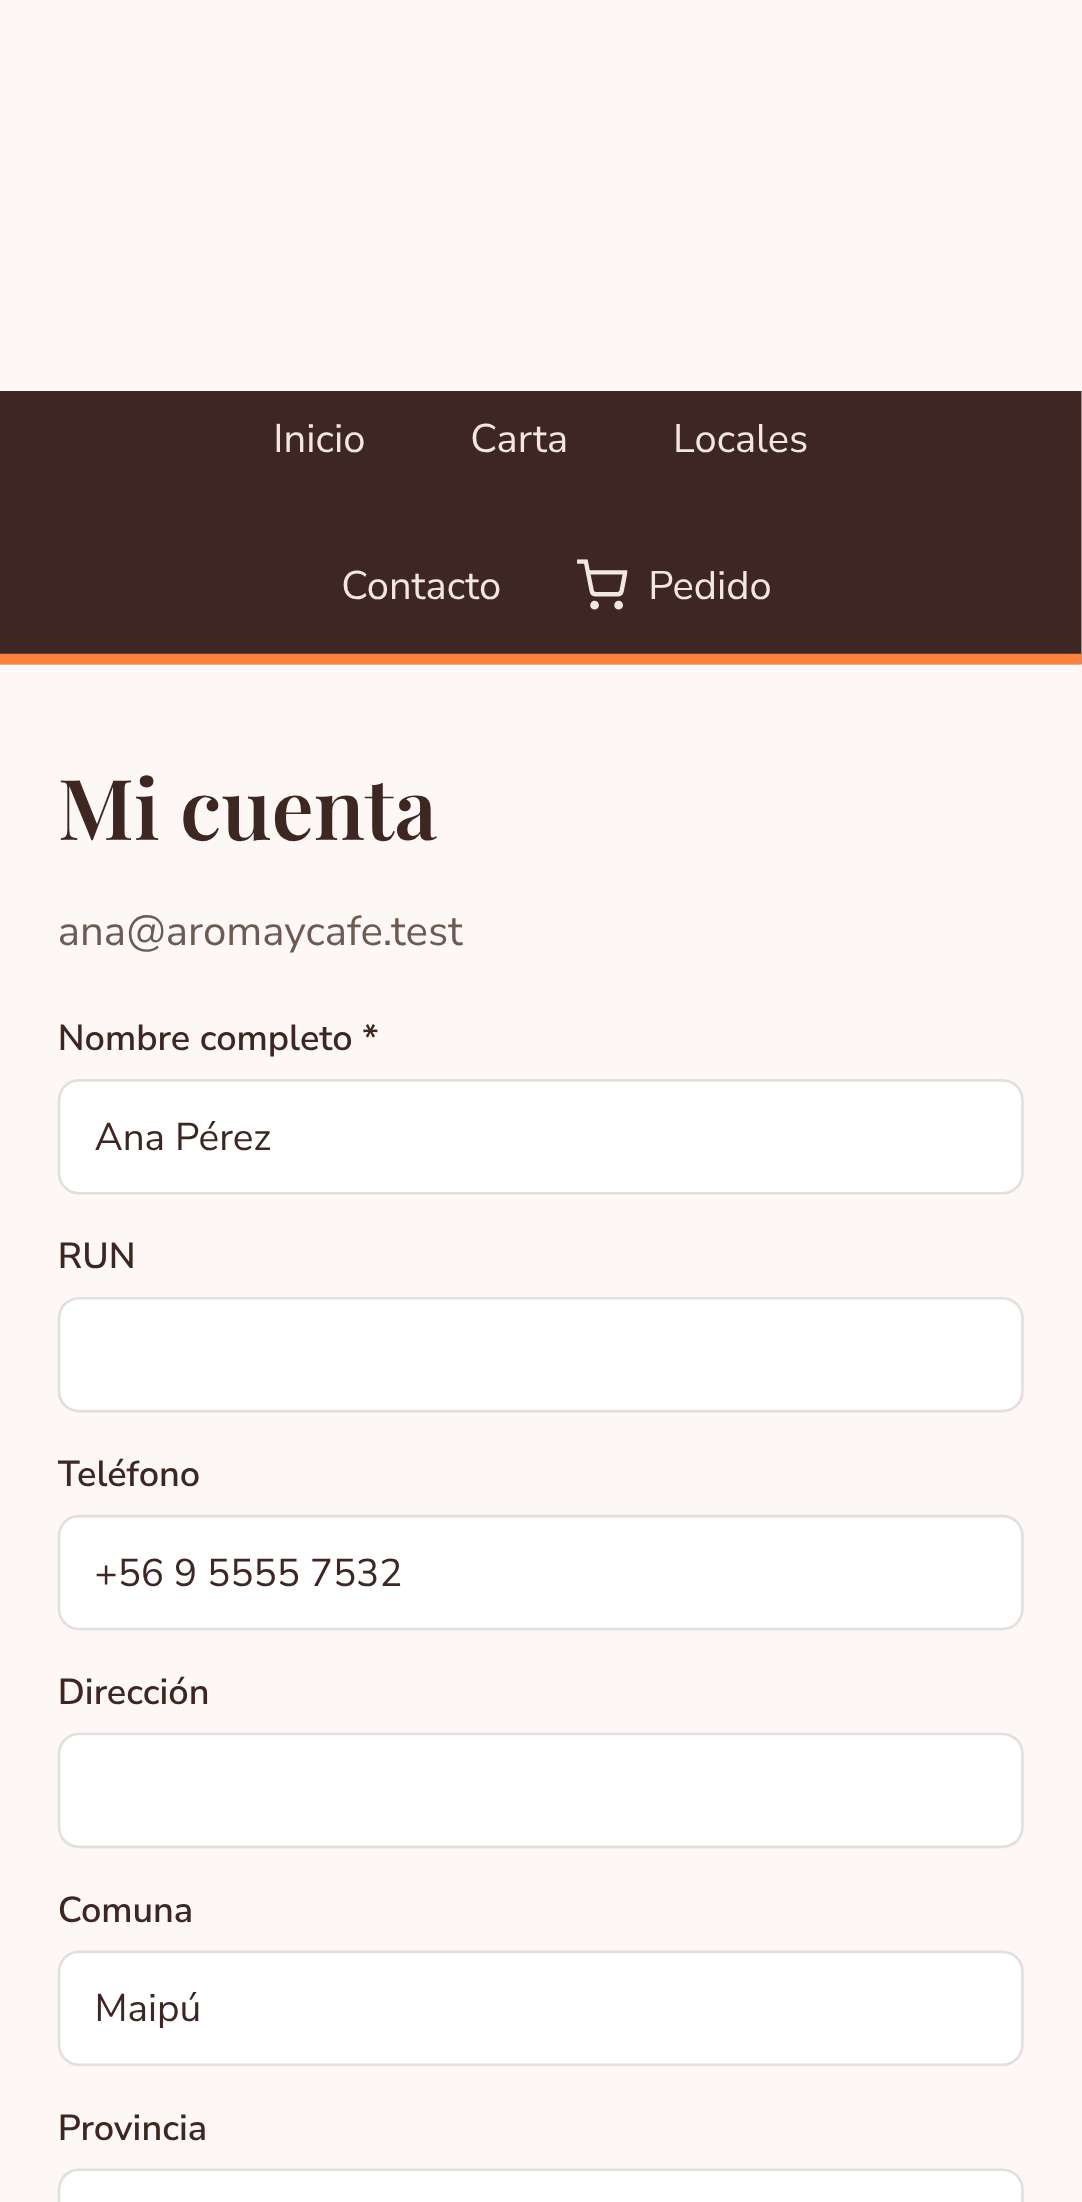 Inicio Carta Locales
Contacto Pedido
Mi cuenta
ana@aromaycafe.test
Nombre completo *
Ana Pérez
RUN
Teléfono
+56 9 5555 7532
Dirección
Comuna
Maipú
Provincia